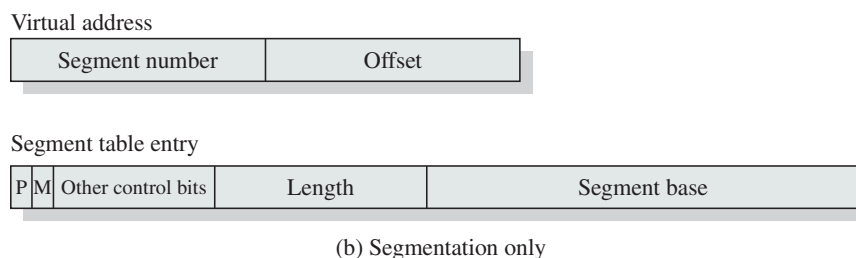 Virtual address
Segment number Offset
Segment table entry
P M Other control bits Length Segment base
(b) Segmentation only